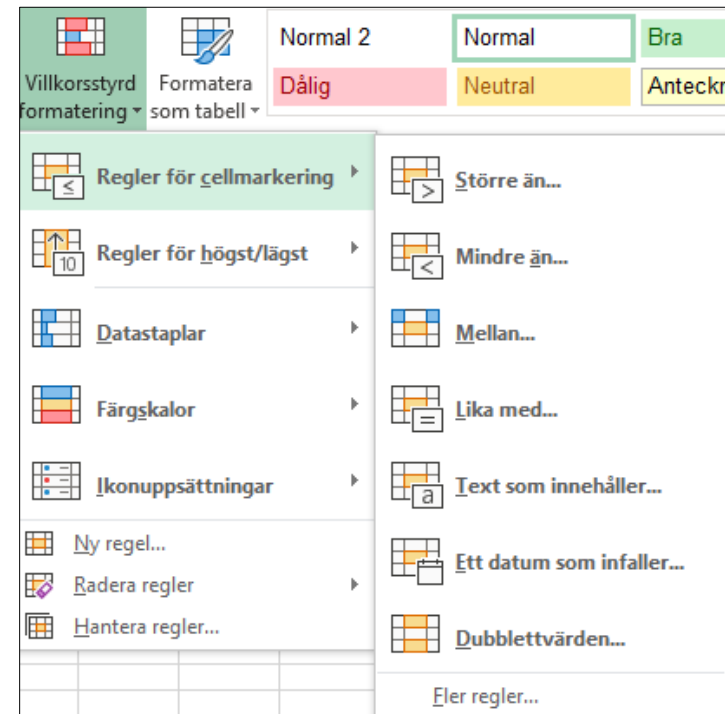 Villkorsstyrd
formatering
Formatera
som tabell
Normal 2
Normal
Bra
Dålig
Neutral
Anteckn
Regler för cellmarkering
Regler för högst/lägst
10
Datastaplar
Färgskalor
Ikonuppsättningar
Ny regel...
Radera regler
Hantera regler...
≤
>
Större än...
<
Mindre än...
Mellan...
=
Lika med...
a
Text som innehåller...
Ett datum som infaller...
Dubblettvärden...
Fler regler...